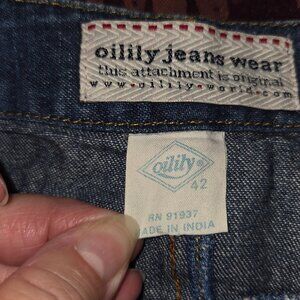 oilily jeans wear
this attachment is original
www.oilily-world.com
oilily®
42
RN 91937
MADE IN INDIA